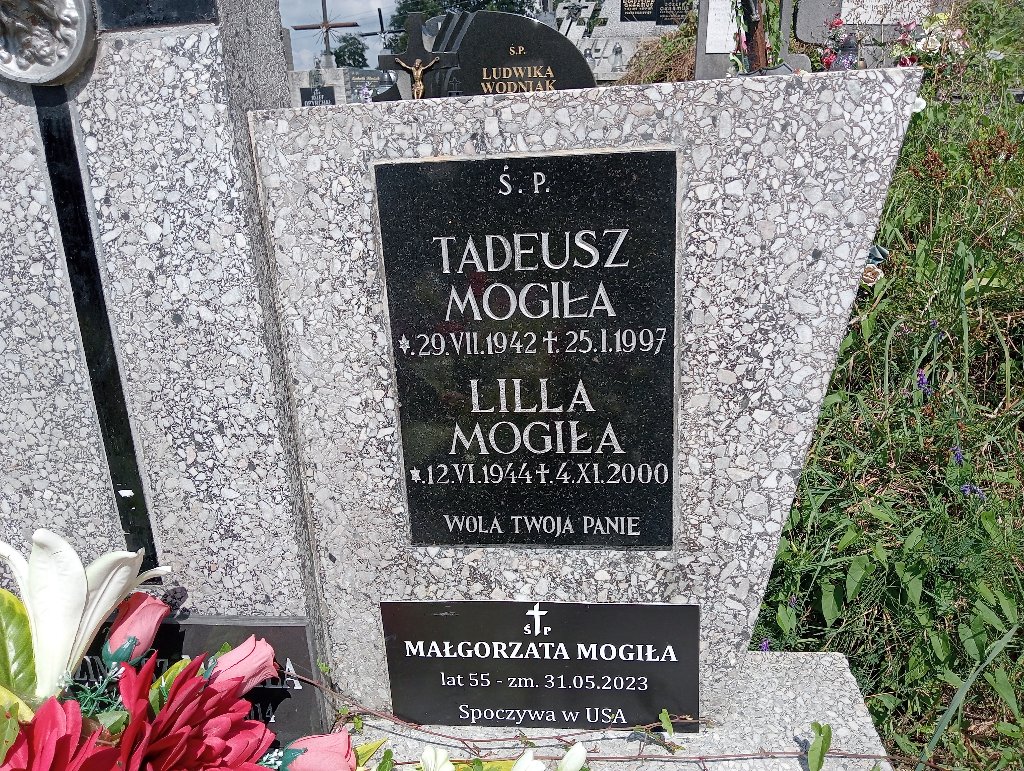 Ś.P.
LUDWIKA
WODNIAK
Ś. P.
TADEUSZ
MOGIŁA
*.29.VII.1942 †. 25.I.1997
LILLA
MOGIŁA
*.12.VI.1944 †. 4.XI.2000
WOLA TWOJA PANIE
Ś P
MAŁGORZATA MOGIŁA
lat 55 - zm. 31.05.2023
Spoczywa w USA